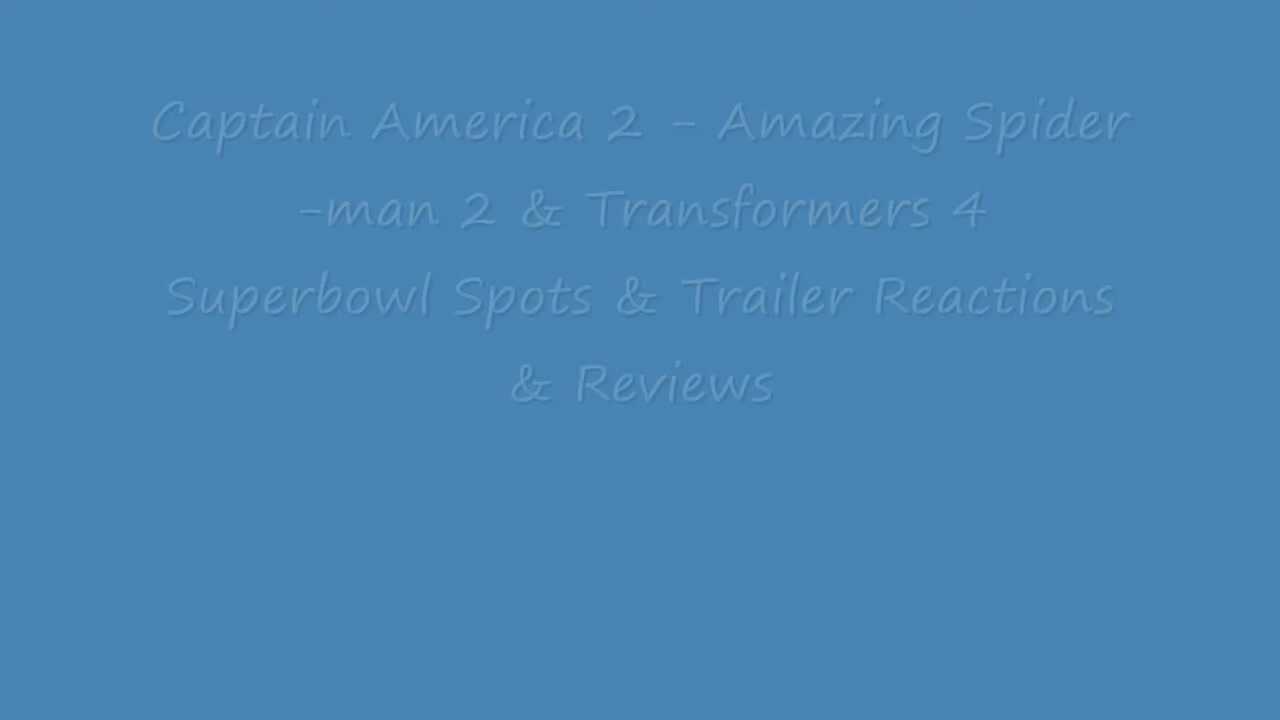 Captain America 2 - Amazing Spider
-man 2 & Transformers 4
Superbowl Spots & Trailer Reactions
& Reviews